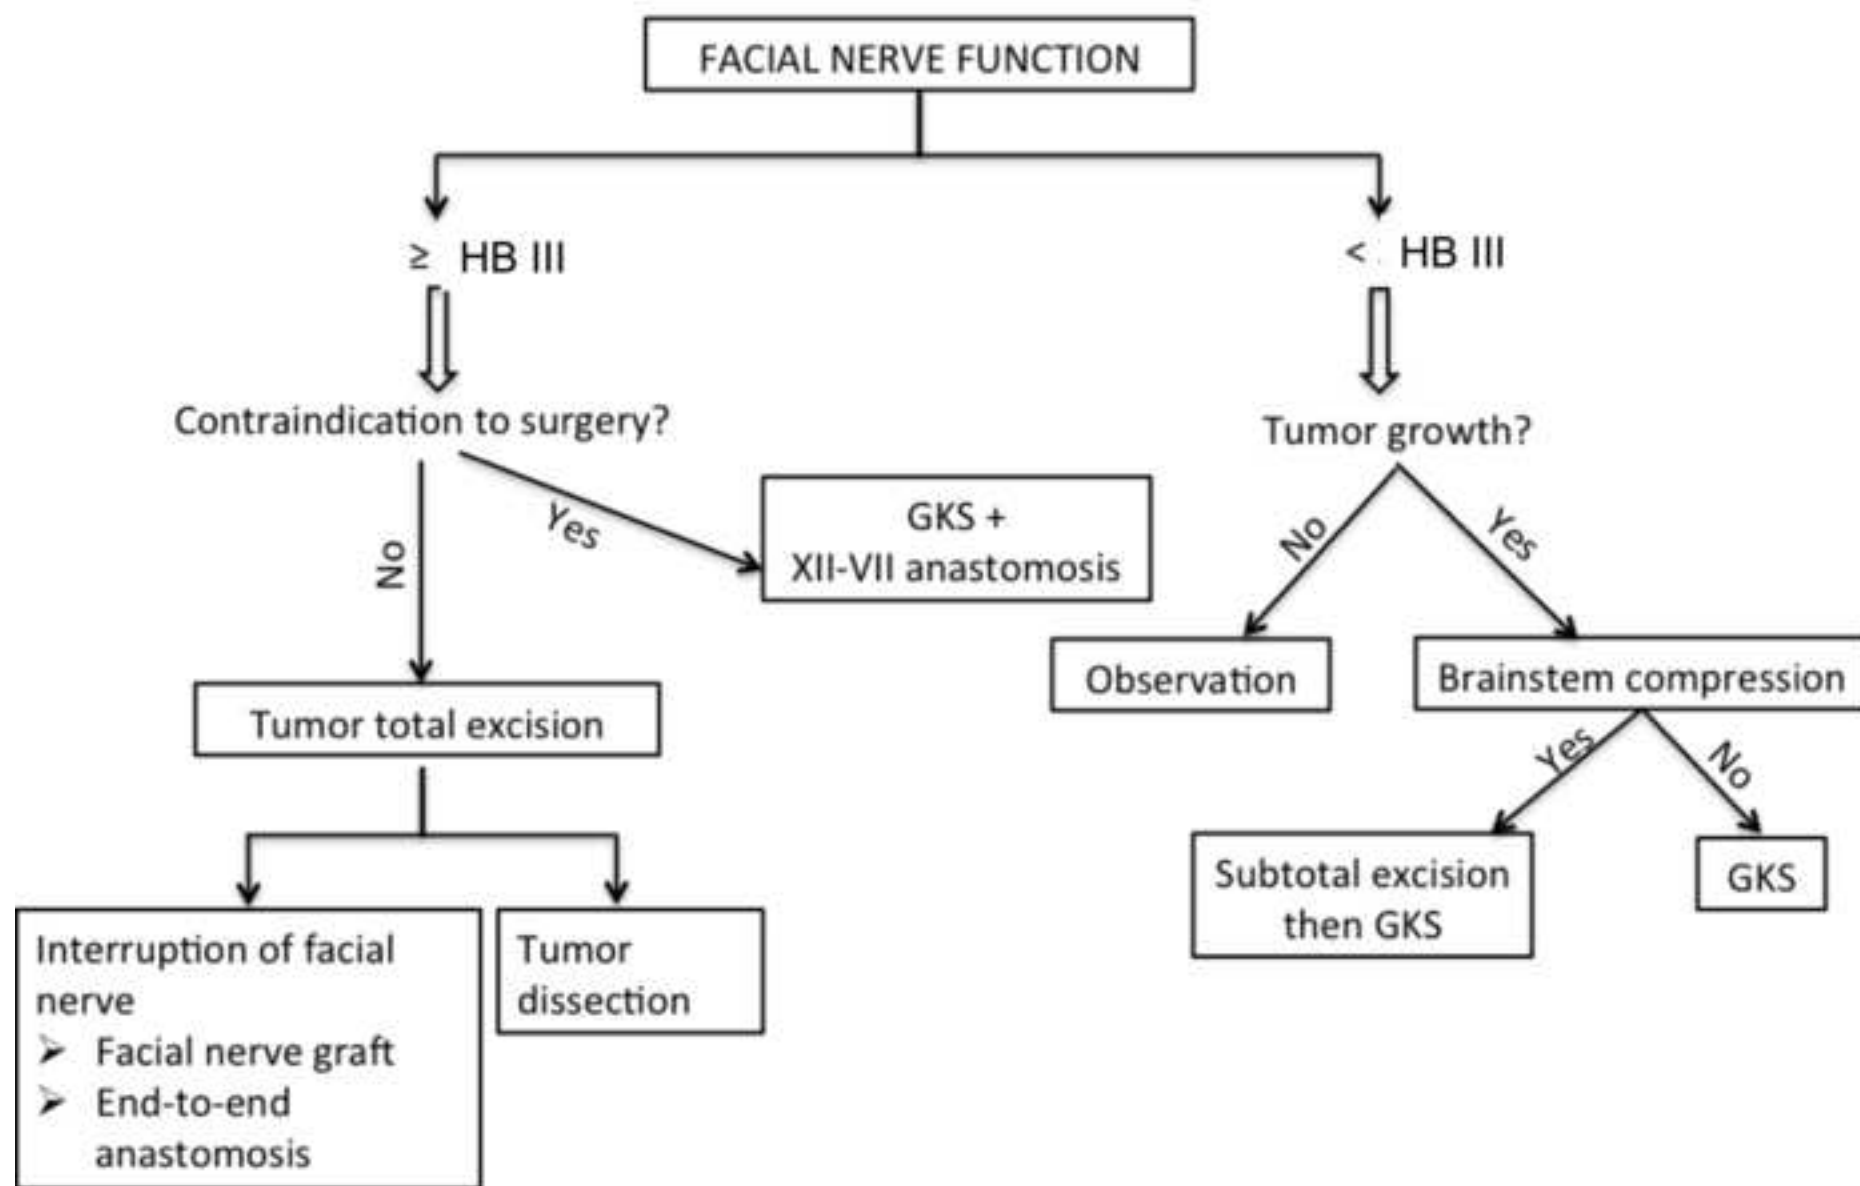 FACIAL NERVE FUNCTION
≥ HB III
< HB III
Contraindication to surgery?
Tumor growth?
No
Yes
GKS +
XII-VII anastomosis
No
Yes
Observation
Brainstem compression
Tumor total excision
Yes
No
Subtotal excision
then GKS
GKS
Interruption of facial
nerve
➢ Facial nerve graft
➢ End-to-end
anastomosis
Tumor
dissection